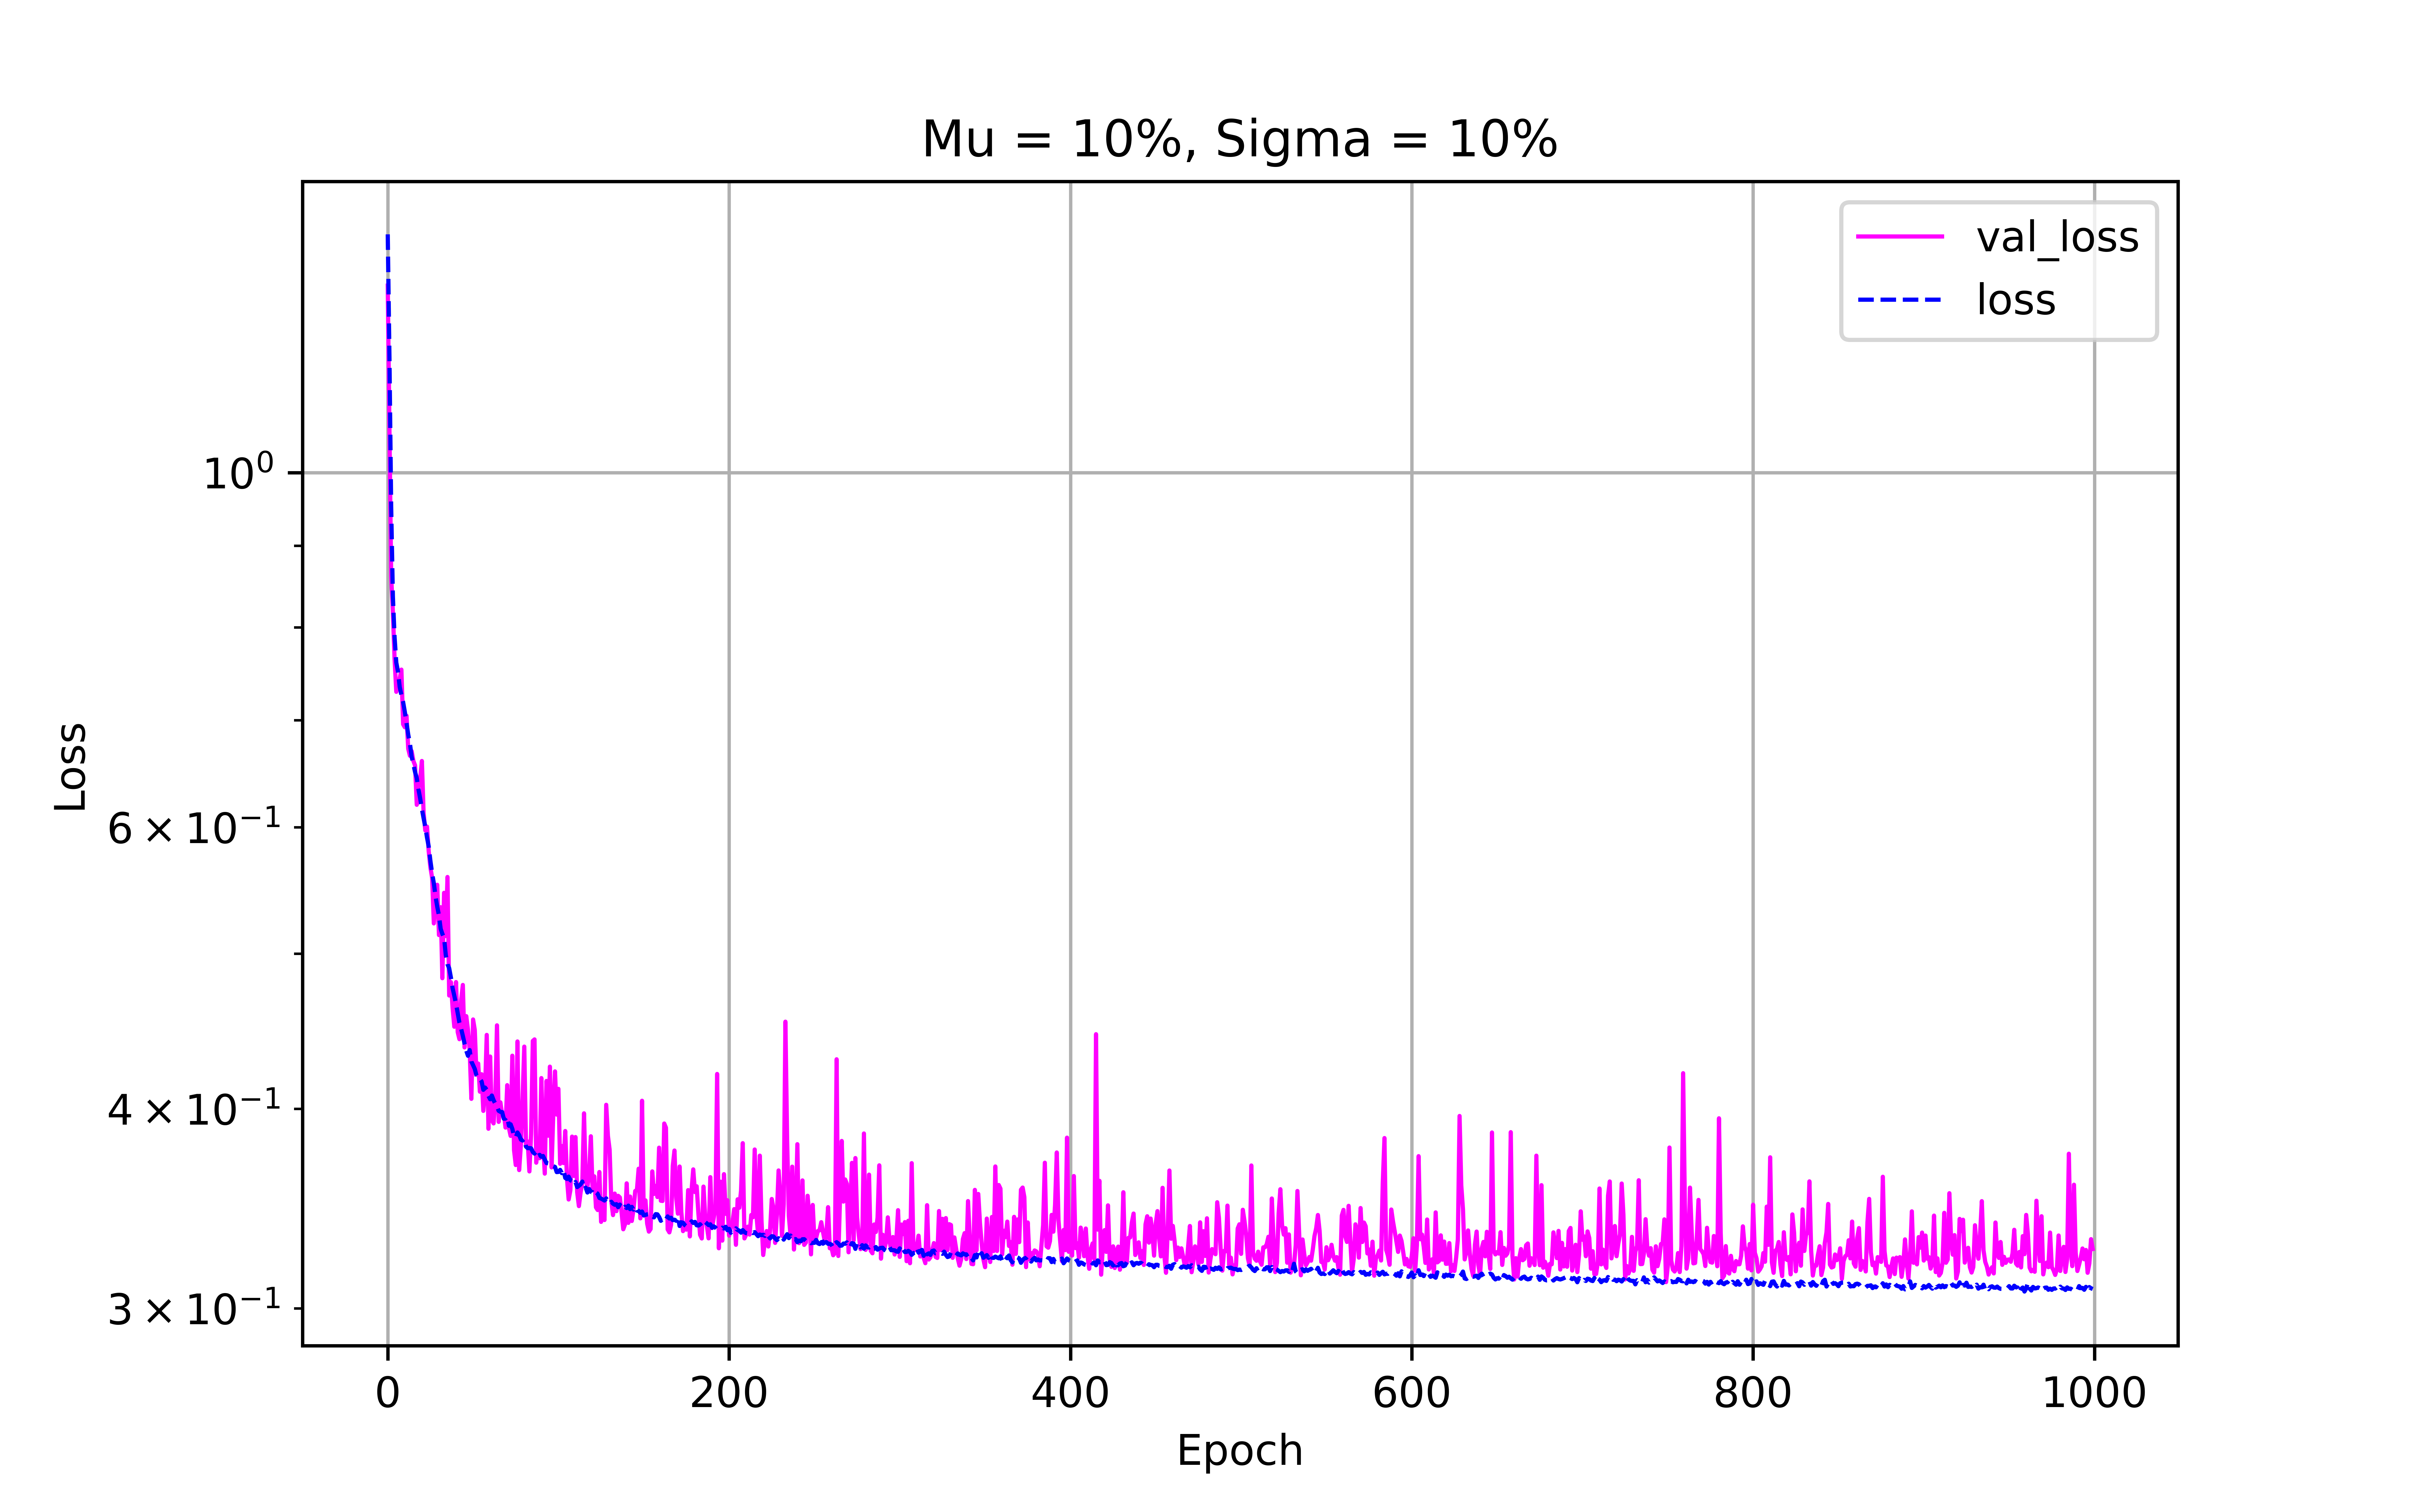 Mu = 10%, Sigma = 10%
val_loss
loss
10⁰
6 × 10⁻¹
4 × 10⁻¹
3 × 10⁻¹
Loss
0 200 400 600 800 1000
Epoch